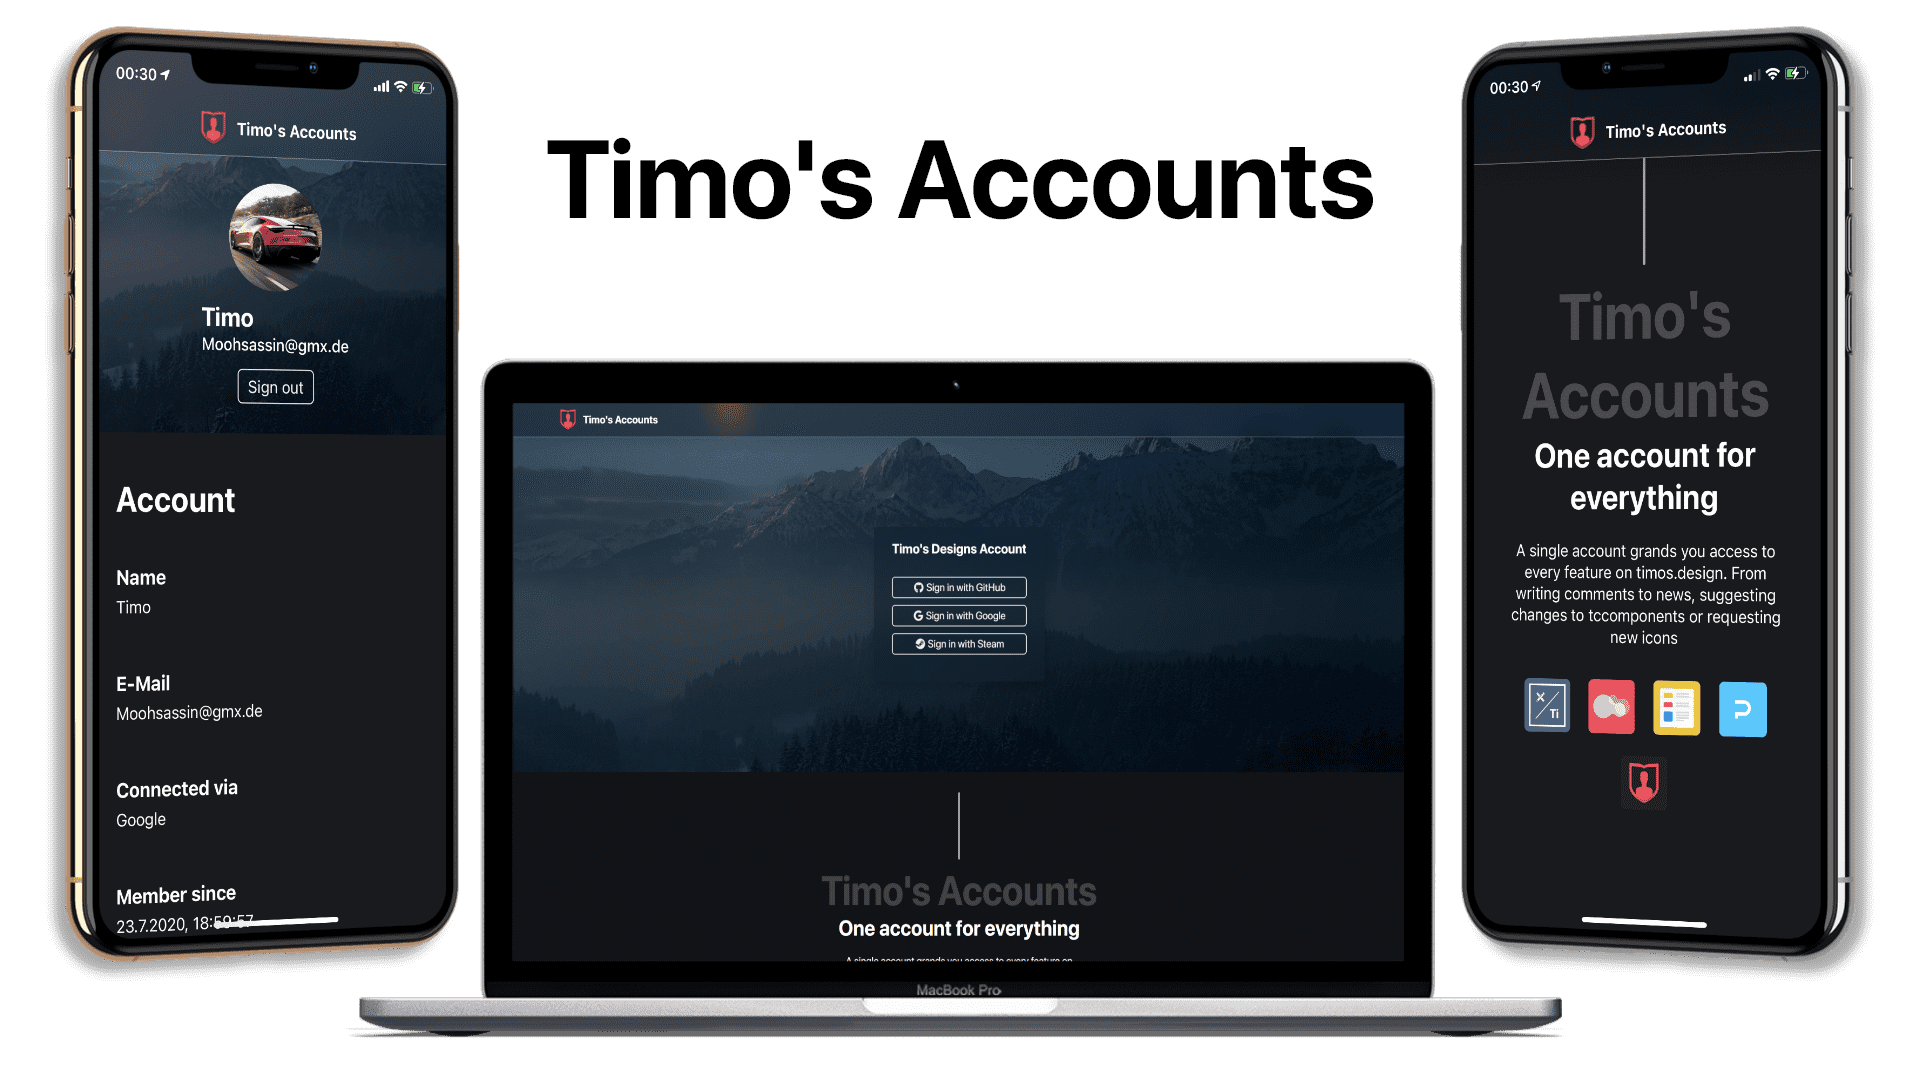 Timo's Accounts
00:30
Timo's Accounts
Timo
Moohsassin@gmx.de
Sign out
Account
Name
Timo
E-Mail
Moohsassin@gmx.de
Connected via
Google
Member since
23.7.2020, 18:59:57
Timo's Accounts
Timo's Designs Account
Sign in with GitHub
Sign in with Google
Sign in with Steam
Timo's Accounts
One account for everything
A single account grands you access to every feature on
MacBook Pro
00:30
Timo's Accounts
Timo's
Accounts
One account for
everything
A single account grands you access to
every feature on timos.design. From
writing comments to news, suggesting
changes to tccomponents or requesting
new icons
X
Ti